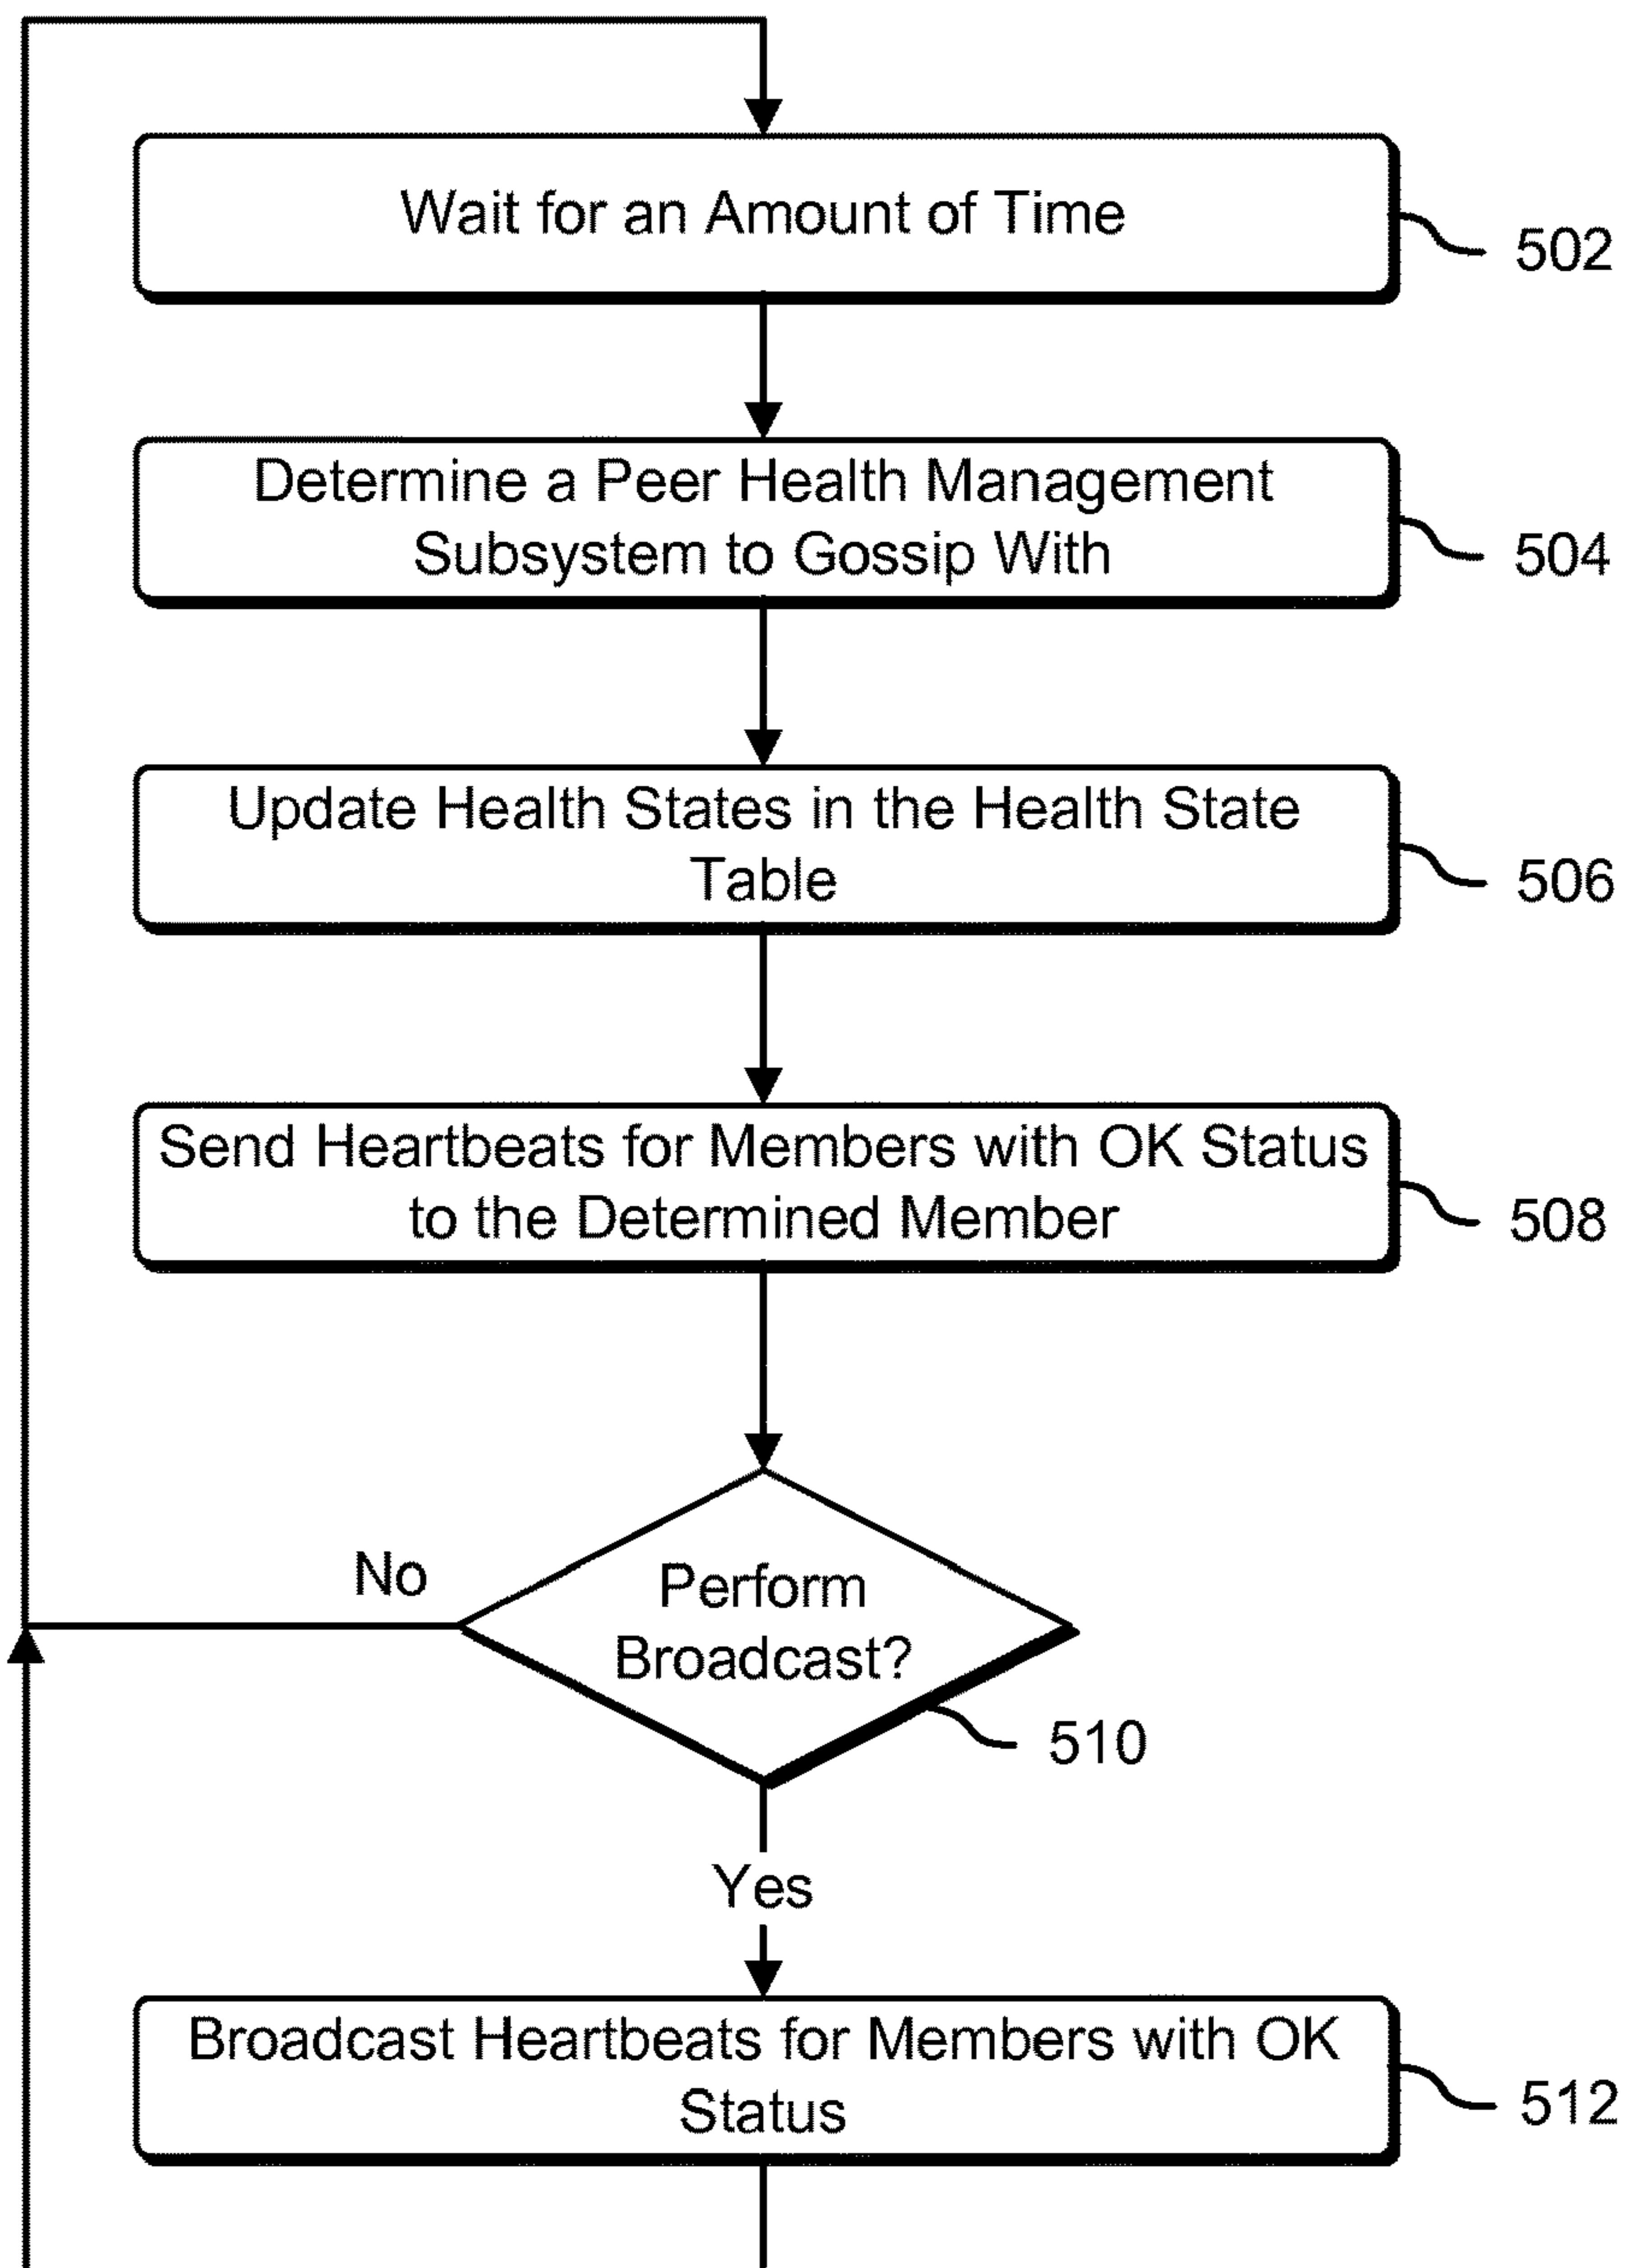 Wait for an Amount of Time
502
Determine a Peer Health Management
Subsystem to Gossip With
504
Update Health States in the Health State
Table
506
Send Heartbeats for Members with OK Status
to the Determined Member
508
No
Perform
Broadcast?
510
Yes
Broadcast Heartbeats for Members with OK
Status
512